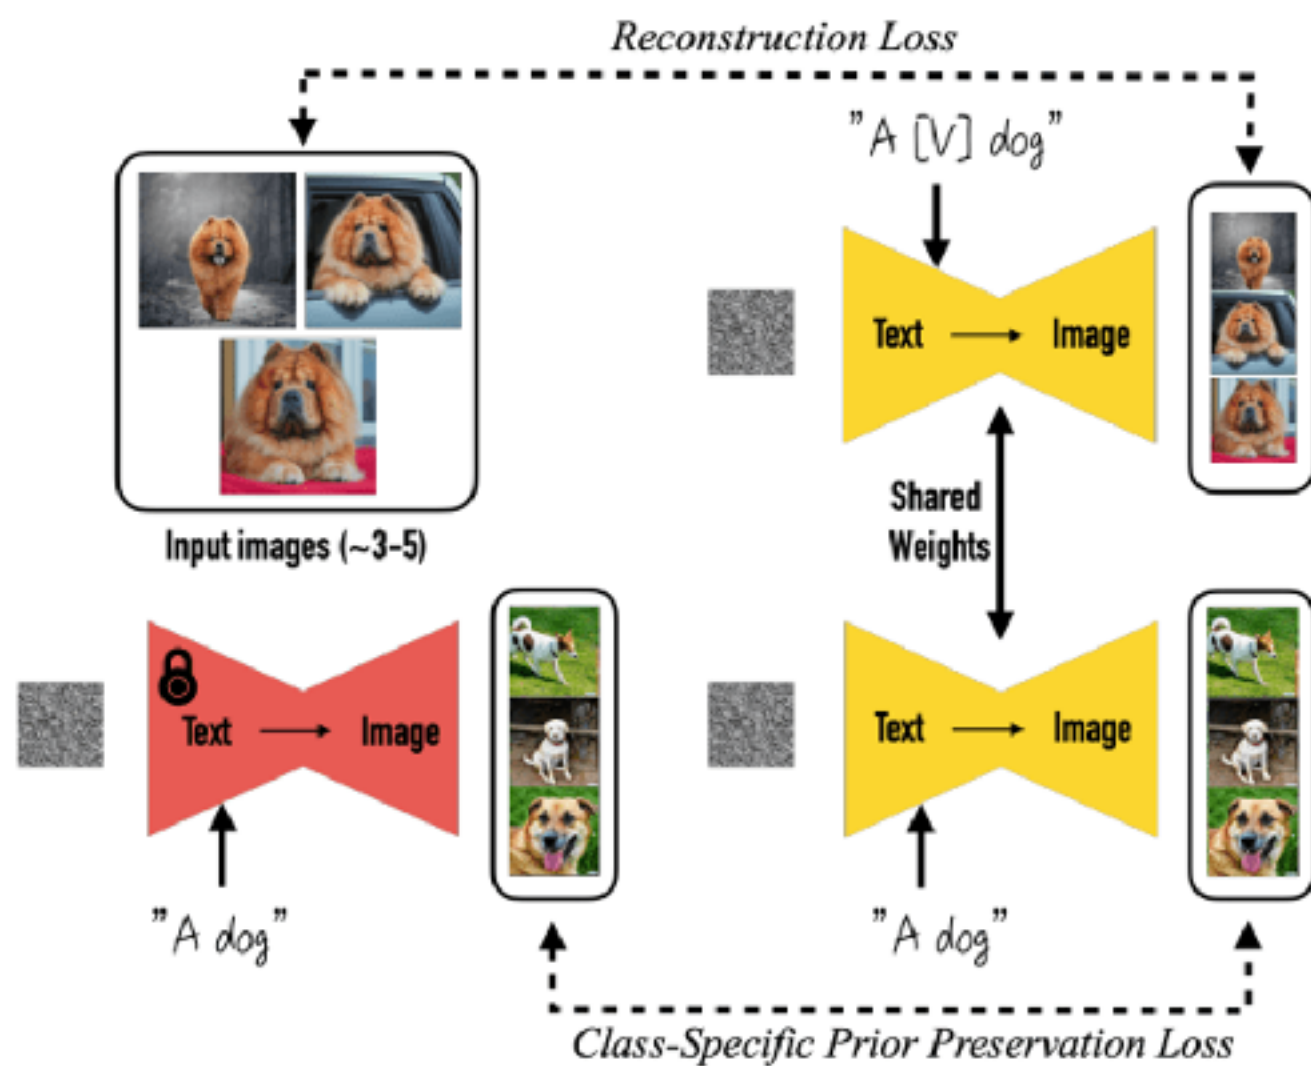 Reconstruction Loss
"A [V] dog"
Text → Image
Shared
Weights
Input images (~3-5)
Text → Image
Text → Image
"A dog"
"A dog"
Class-Specific Prior Preservation Loss